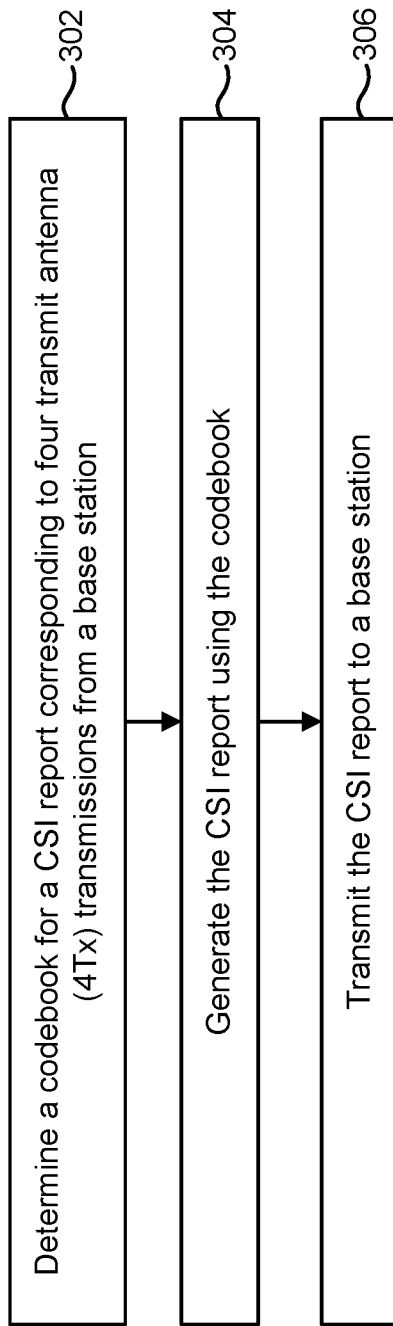 Determine a codebook for a CSI report corresponding to four transmit antenna
(4Tx) transmissions from a base station
302
Generate the CSI report using the codebook
304
Transmit the CSI report to a base station
306